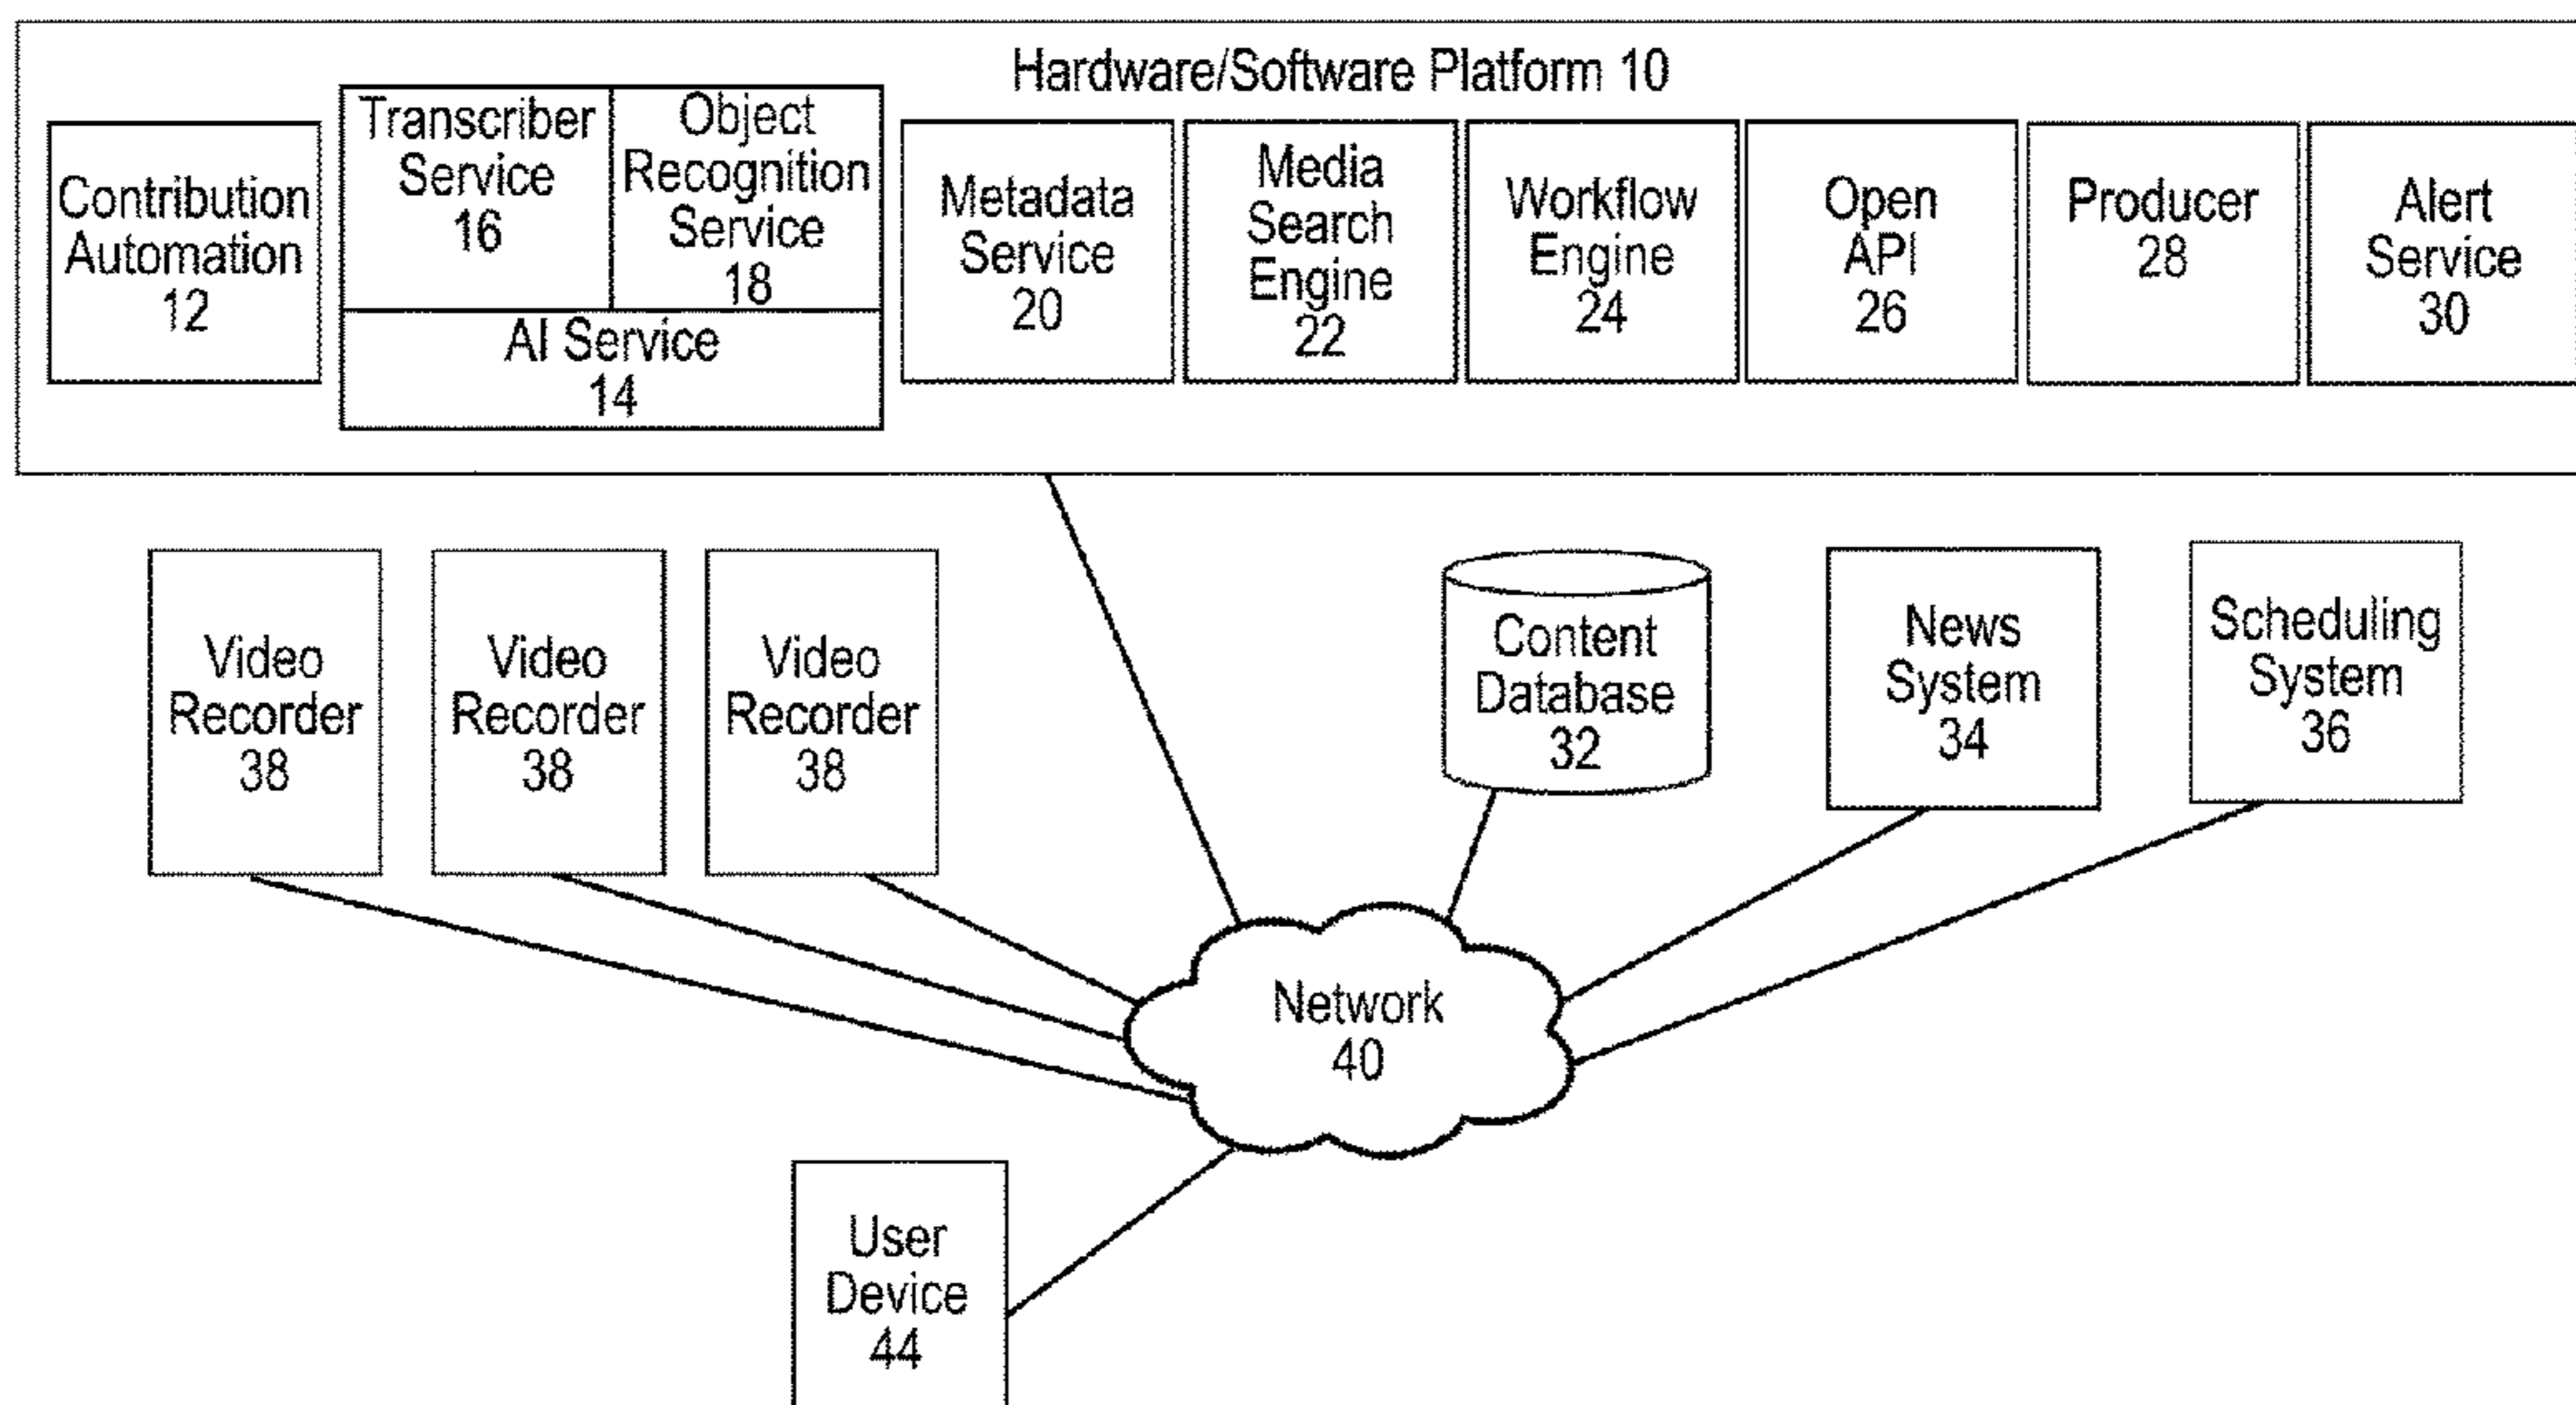 Hardware/Software Platform 10
Contribution
Automation
12
Transcriber
Service
16
Object
Recognition
Service
18
AI Service
14
Metadata
Service
20
Media
Search
Engine
22
Workflow
Engine
24
Open
API
26
Producer
28
Alert
Service
30
Video
Recorder
38
Video
Recorder
38
Video
Recorder
38
Content
Database
32
News
System
34
Scheduling
System
36
Network
40
User
Device
44